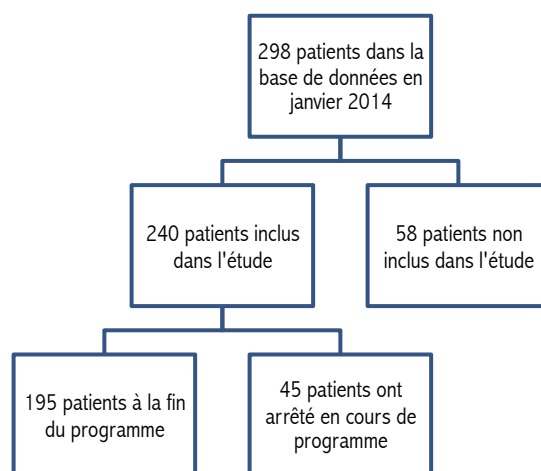 298 patients dans la
base de données en
janvier 2014
240 patients inclus
dans l'étude
58 patients non
inclus dans l'étude
195 patients à la fin
du programme
45 patients ont
arrêté en cours de
programme